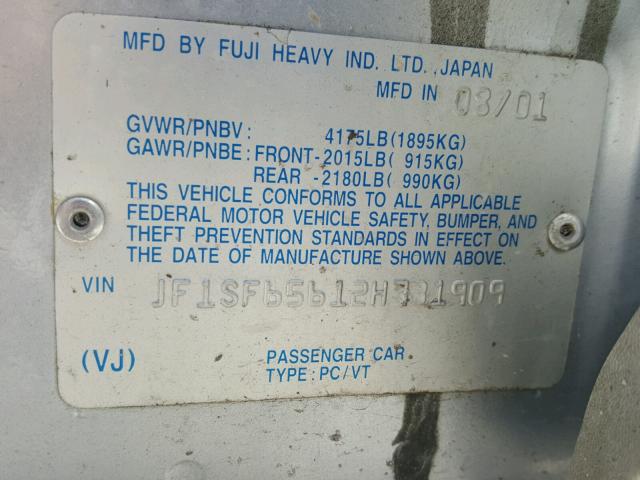 MFD BY FUJI HEAVY IND. LTD., JAPAN
MFD IN 03/01
GVWR/PNBV: 4175LB(1895KG)
GAWR/PNBE: FRONT-2015LB( 915KG)
REAR -2180LB( 990KG)
THIS VEHICLE CONFORMS TO ALL APPLICABLE
FEDERAL MOTOR VEHICLE SAFETY, BUMPER, AND
THEFT PREVENTION STANDARDS IN EFFECT ON
THE DATE OF MANUFACTURE SHOWN ABOVE.
VIN JF1SF65612H731909
(VJ) PASSENGER CAR
TYPE: PC/VT